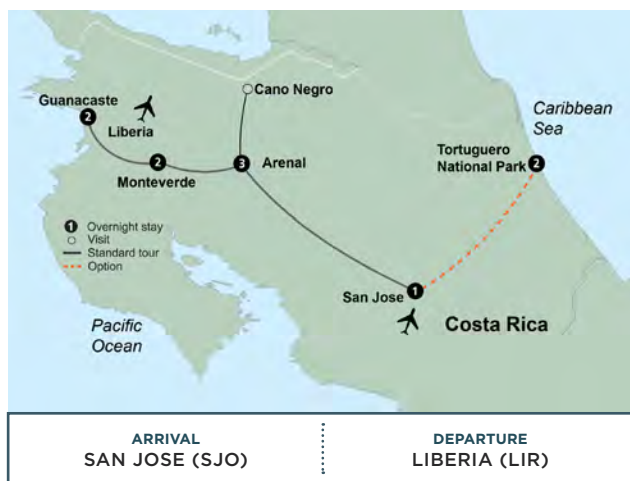 Guanacaste
2
Liberia
Cano Negro
Caribbean
Sea
2
Monteverde
3
Arenal
Tortuguero
National Park
2
1 Overnight stay
Visit
Standard tour
Option
San Jose
1
Costa Rica
Pacific
Ocean
ARRIVAL
SAN JOSE (SJO)
DEPARTURE
LIBERIA (LIR)